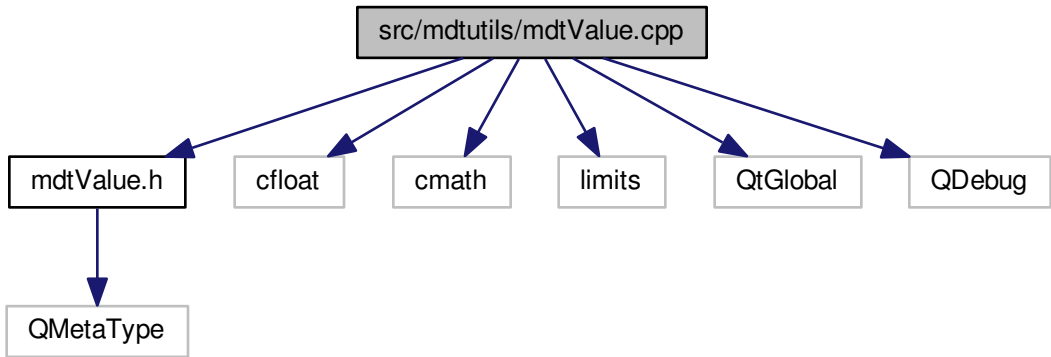 src/mdtutils/mdtValue.cpp
mdtValue.h
cfloat
cmath
limits
QtGlobal
QDebug
QMetaType